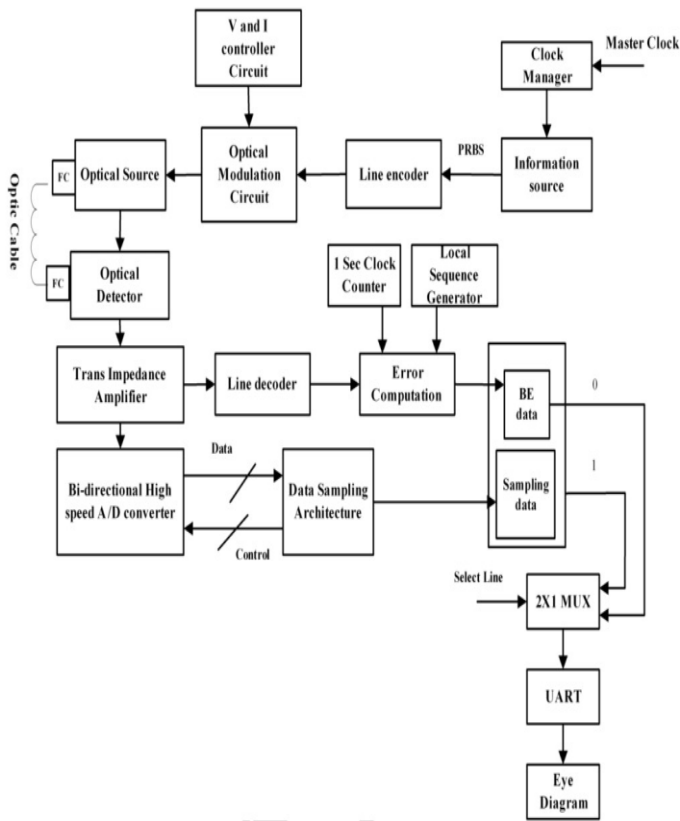 V and I
controller
Circuit
Master Clock
Clock
Manager
Optical
Modulation
Circuit
Line encoder
PRBS
Information
source
FC
Optical Source
Optic Cable
FC
Optical
Detector
1 Sec Clock
Counter
Local
Sequence
Generator
Trans Impedance
Amplifier
Line decoder
Error
Computation
BE
data
0
Data
1
Bi-directional High
speed A/D converter
Data Sampling
Architecture
Sampling
data
Control
Select Line
2X1 MUX
UART
Eye
Diagram